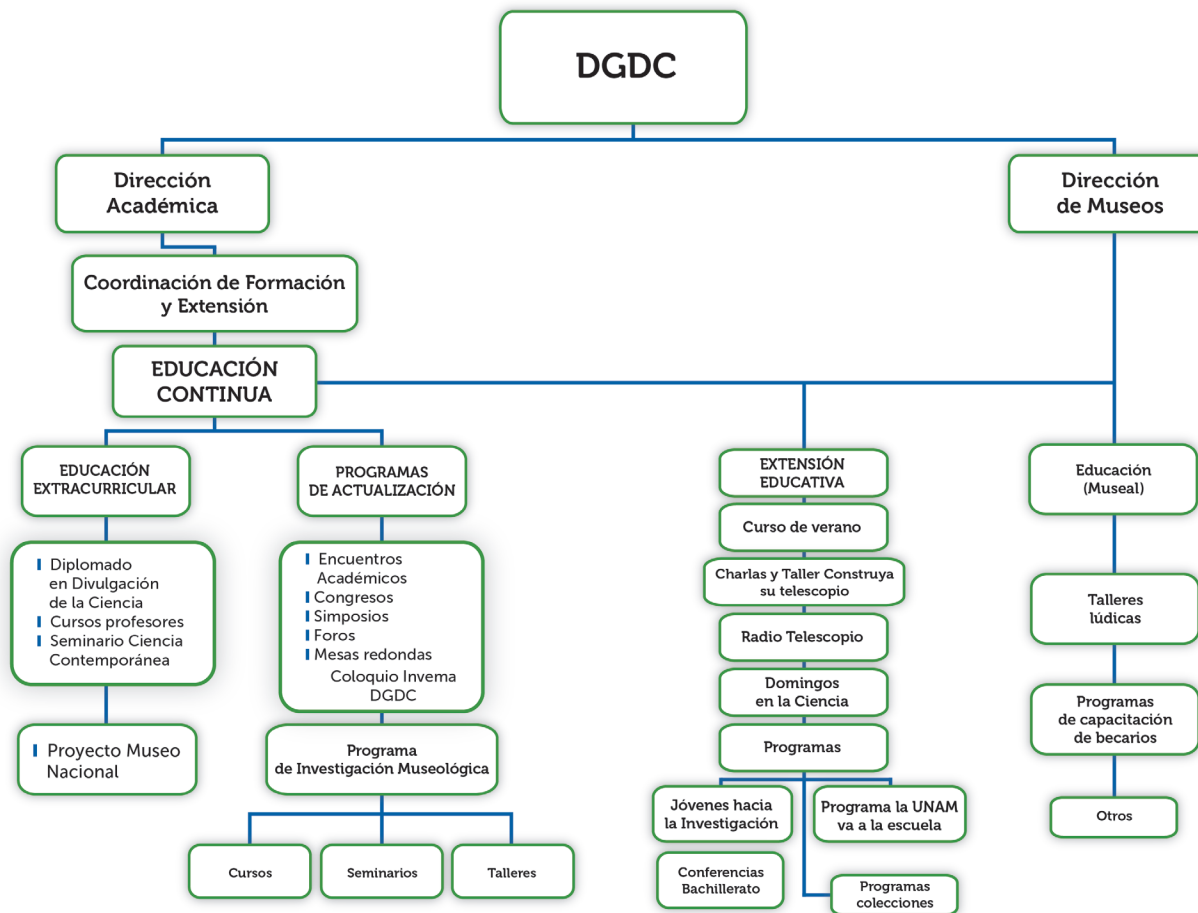 DGDC
Dirección
Académica
Dirección
de Museos
Coordinación de Formación
y Extensión
EDUCACIÓN
CONTINUA
EDUCACIÓN
EXTRACURRICULAR
Diplomado
en Divulgación
de la Ciencia
Cursos profesores
Seminario Ciencia
Contemporánea
Proyecto Museo
Nacional
PROGRAMAS
DE ACTUALIZACIÓN
Encuentros
Académicos
Congresos
Simposios
Foros
Mesas redondas
Coloquio Invema
DGDC
Programa
de Investigación Museológica
Cursos
Seminarios
Talleres
EXTENSIÓN
EDUCATIVA
Curso de verano
Charlas y Taller Construya
su telescopio
Radio Telescopio
Domingos
en la Ciencia
Programas
Jóvenes hacia
la Investigación
Programa la UNAM
va a la escuela
Conferencias
Bachillerato
Programas
colecciones
Educación
(Museal)
Talleres
lúdicas
Programas
de capacitación
de becarios
Otros